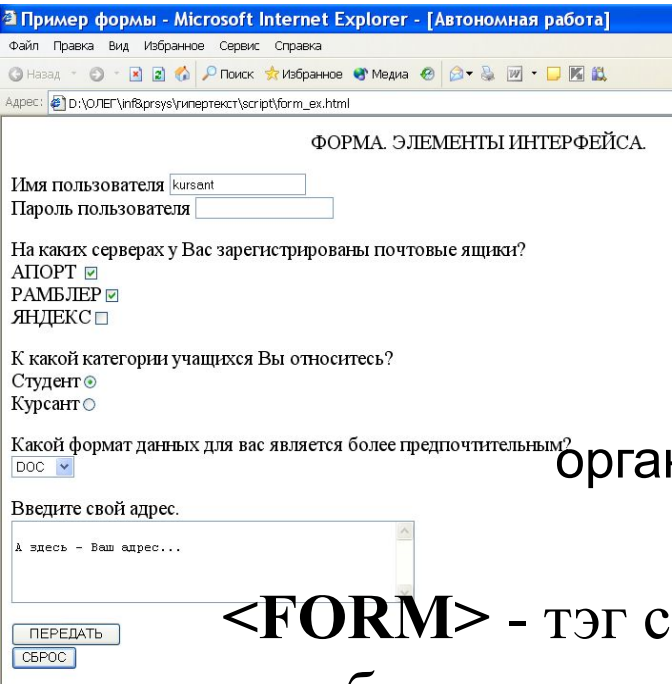 Пример формы - Microsoft Internet Explorer - [Автономная работа]
Файл Правка Вид Избранное Сервис Справка
Назад Поиск Избранное Медиа
Адрес: D:\ОЛЕГ\inf&prsys\гипертекст\script\form_ex.html
ФОРМА. ЭЛЕМЕНТЫ ИНТЕРФЕЙСА.
Имя пользователя kursant
Пароль пользователя
На каких серверах у Вас зарегистрированы почтовые ящики?
АПОРТ
РАМБЛЕР
ЯНДЕКС
К какой категории учащихся Вы относитесь?
Студент
Курсант
Какой формат данных для вас является более предпочтительным?
DOC
Введите свой адрес.
А здесь - Ваш адрес...
<FORM> - тэг с
ПЕРЕДАТЬ
СБРОС